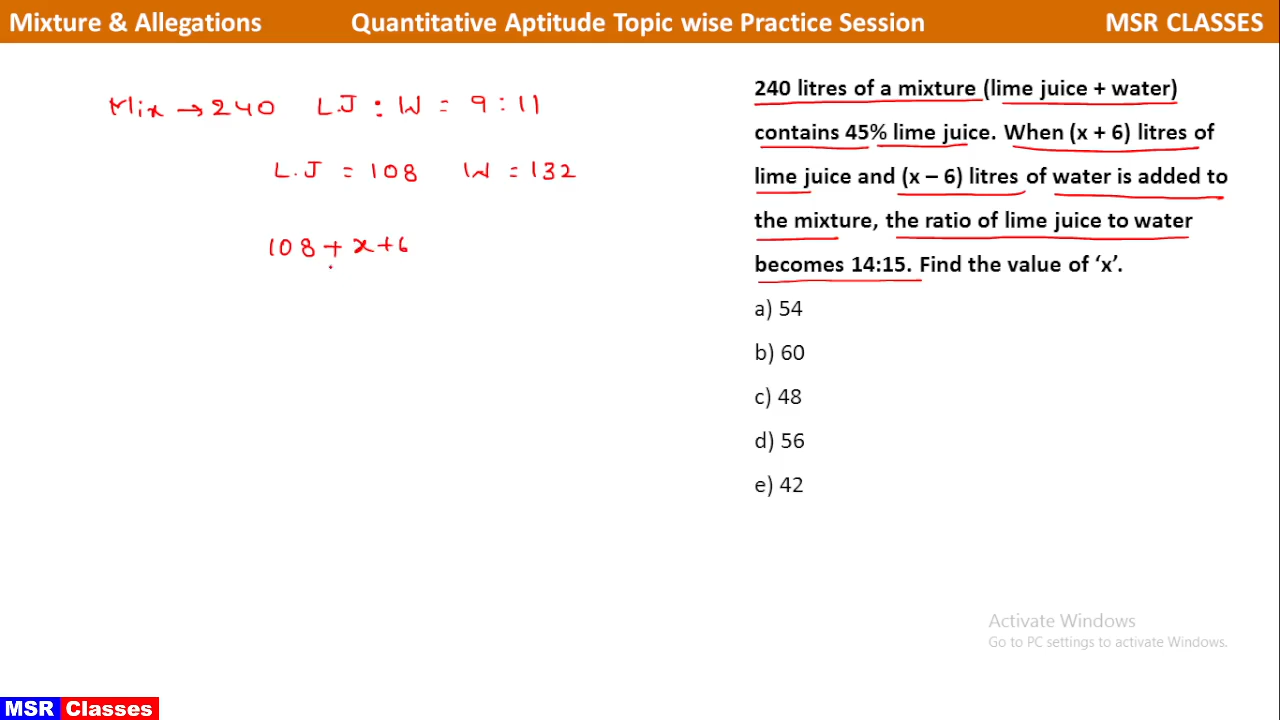 Mixture & Allegations Quantitative Aptitude Topic wise Practice Session MSR CLASSES
Mix → 240 L.J : W = 9 : 11
L.J = 108 W = 132
108 + x + 6
240 litres of a mixture (lime juice + water)
contains 45% lime juice. When (x + 6) litres of
lime juice and (x – 6) litres of water is added to
the mixture, the ratio of lime juice to water
becomes 14:15. Find the value of ‘x’.
a) 54
b) 60
c) 48
d) 56
e) 42
Activate Windows
Go to PC settings to activate Windows.
MSR Classes